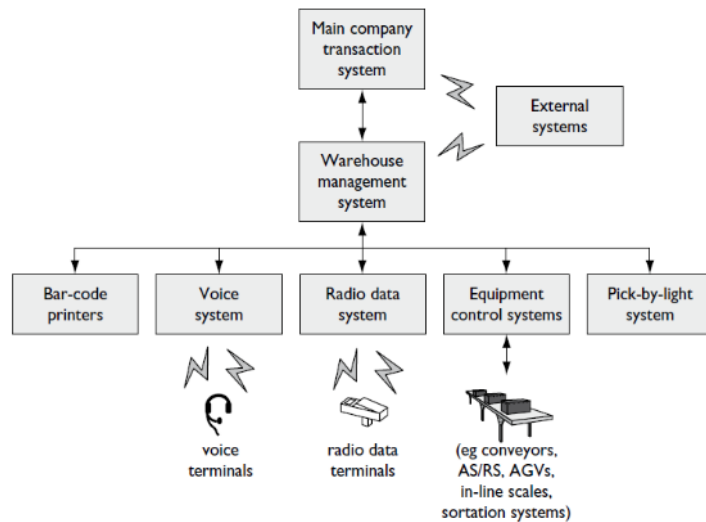 Main company
transaction
system
External
systems
Warehouse
management
system
Bar-code
printers
Voice
system
Radio data
system
Equipment
control systems
Pick-by-light
system
voice
terminals
radio data
terminals
(eg conveyors,
AS/RS, AGVs,
in-line scales,
sortation systems)